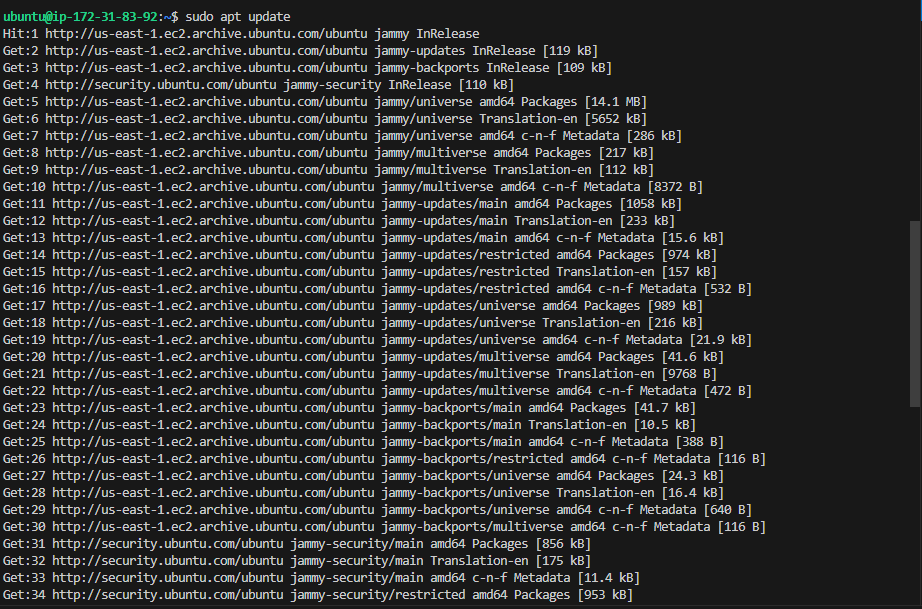 ubuntu@ip-172-31-83-92:~$ sudo apt update
Hit:1 http://us-east-1.ec2.archive.ubuntu.com/ubuntu jammy InRelease
Get:2 http://us-east-1.ec2.archive.ubuntu.com/ubuntu jammy-updates InRelease [119 kB]
Get:3 http://us-east-1.ec2.archive.ubuntu.com/ubuntu jammy-backports InRelease [109 kB]
Get:4 http://security.ubuntu.com/ubuntu jammy-security InRelease [110 kB]
Get:5 http://us-east-1.ec2.archive.ubuntu.com/ubuntu jammy/universe amd64 Packages [14.1 MB]
Get:6 http://us-east-1.ec2.archive.ubuntu.com/ubuntu jammy/universe Translation-en [5652 kB]
Get:7 http://us-east-1.ec2.archive.ubuntu.com/ubuntu jammy/universe amd64 c-n-f Metadata [286 kB]
Get:8 http://us-east-1.ec2.archive.ubuntu.com/ubuntu jammy/multiverse amd64 Packages [217 kB]
Get:9 http://us-east-1.ec2.archive.ubuntu.com/ubuntu jammy/multiverse Translation-en [112 kB]
Get:10 http://us-east-1.ec2.archive.ubuntu.com/ubuntu jammy/multiverse amd64 c-n-f Metadata [8372 B]
Get:11 http://us-east-1.ec2.archive.ubuntu.com/ubuntu jammy-updates/main amd64 Packages [1058 kB]
Get:12 http://us-east-1.ec2.archive.ubuntu.com/ubuntu jammy-updates/main Translation-en [233 kB]
Get:13 http://us-east-1.ec2.archive.ubuntu.com/ubuntu jammy-updates/main amd64 c-n-f Metadata [15.6 kB]
Get:14 http://us-east-1.ec2.archive.ubuntu.com/ubuntu jammy-updates/restricted amd64 Packages [974 kB]
Get:15 http://us-east-1.ec2.archive.ubuntu.com/ubuntu jammy-updates/restricted Translation-en [157 kB]
Get:16 http://us-east-1.ec2.archive.ubuntu.com/ubuntu jammy-updates/restricted amd64 c-n-f Metadata [532 B]
Get:17 http://us-east-1.ec2.archive.ubuntu.com/ubuntu jammy-updates/universe amd64 Packages [989 kB]
Get:18 http://us-east-1.ec2.archive.ubuntu.com/ubuntu jammy-updates/universe Translation-en [216 kB]
Get:19 http://us-east-1.ec2.archive.ubuntu.com/ubuntu jammy-updates/universe amd64 c-n-f Metadata [21.9 kB]
Get:20 http://us-east-1.ec2.archive.ubuntu.com/ubuntu jammy-updates/multiverse amd64 Packages [41.6 kB]
Get:21 http://us-east-1.ec2.archive.ubuntu.com/ubuntu jammy-updates/multiverse Translation-en [9768 B]
Get:22 http://us-east-1.ec2.archive.ubuntu.com/ubuntu jammy-updates/multiverse amd64 c-n-f Metadata [472 B]
Get:23 http://us-east-1.ec2.archive.ubuntu.com/ubuntu jammy-backports/main amd64 Packages [41.7 kB]
Get:24 http://us-east-1.ec2.archive.ubuntu.com/ubuntu jammy-backports/main Translation-en [10.5 kB]
Get:25 http://us-east-1.ec2.archive.ubuntu.com/ubuntu jammy-backports/main amd64 c-n-f Metadata [388 B]
Get:26 http://us-east-1.ec2.archive.ubuntu.com/ubuntu jammy-backports/restricted amd64 c-n-f Metadata [116 B]
Get:27 http://us-east-1.ec2.archive.ubuntu.com/ubuntu jammy-backports/universe amd64 Packages [24.3 kB]
Get:28 http://us-east-1.ec2.archive.ubuntu.com/ubuntu jammy-backports/universe Translation-en [16.4 kB]
Get:29 http://us-east-1.ec2.archive.ubuntu.com/ubuntu jammy-backports/universe amd64 c-n-f Metadata [640 B]
Get:30 http://us-east-1.ec2.archive.ubuntu.com/ubuntu jammy-backports/multiverse amd64 c-n-f Metadata [116 B]
Get:31 http://security.ubuntu.com/ubuntu jammy-security/main amd64 Packages [856 kB]
Get:32 http://security.ubuntu.com/ubuntu jammy-security/main Translation-en [175 kB]
Get:33 http://security.ubuntu.com/ubuntu jammy-security/main amd64 c-n-f Metadata [11.4 kB]
Get:34 http://security.ubuntu.com/ubuntu jammy-security/restricted amd64 Packages [953 kB]